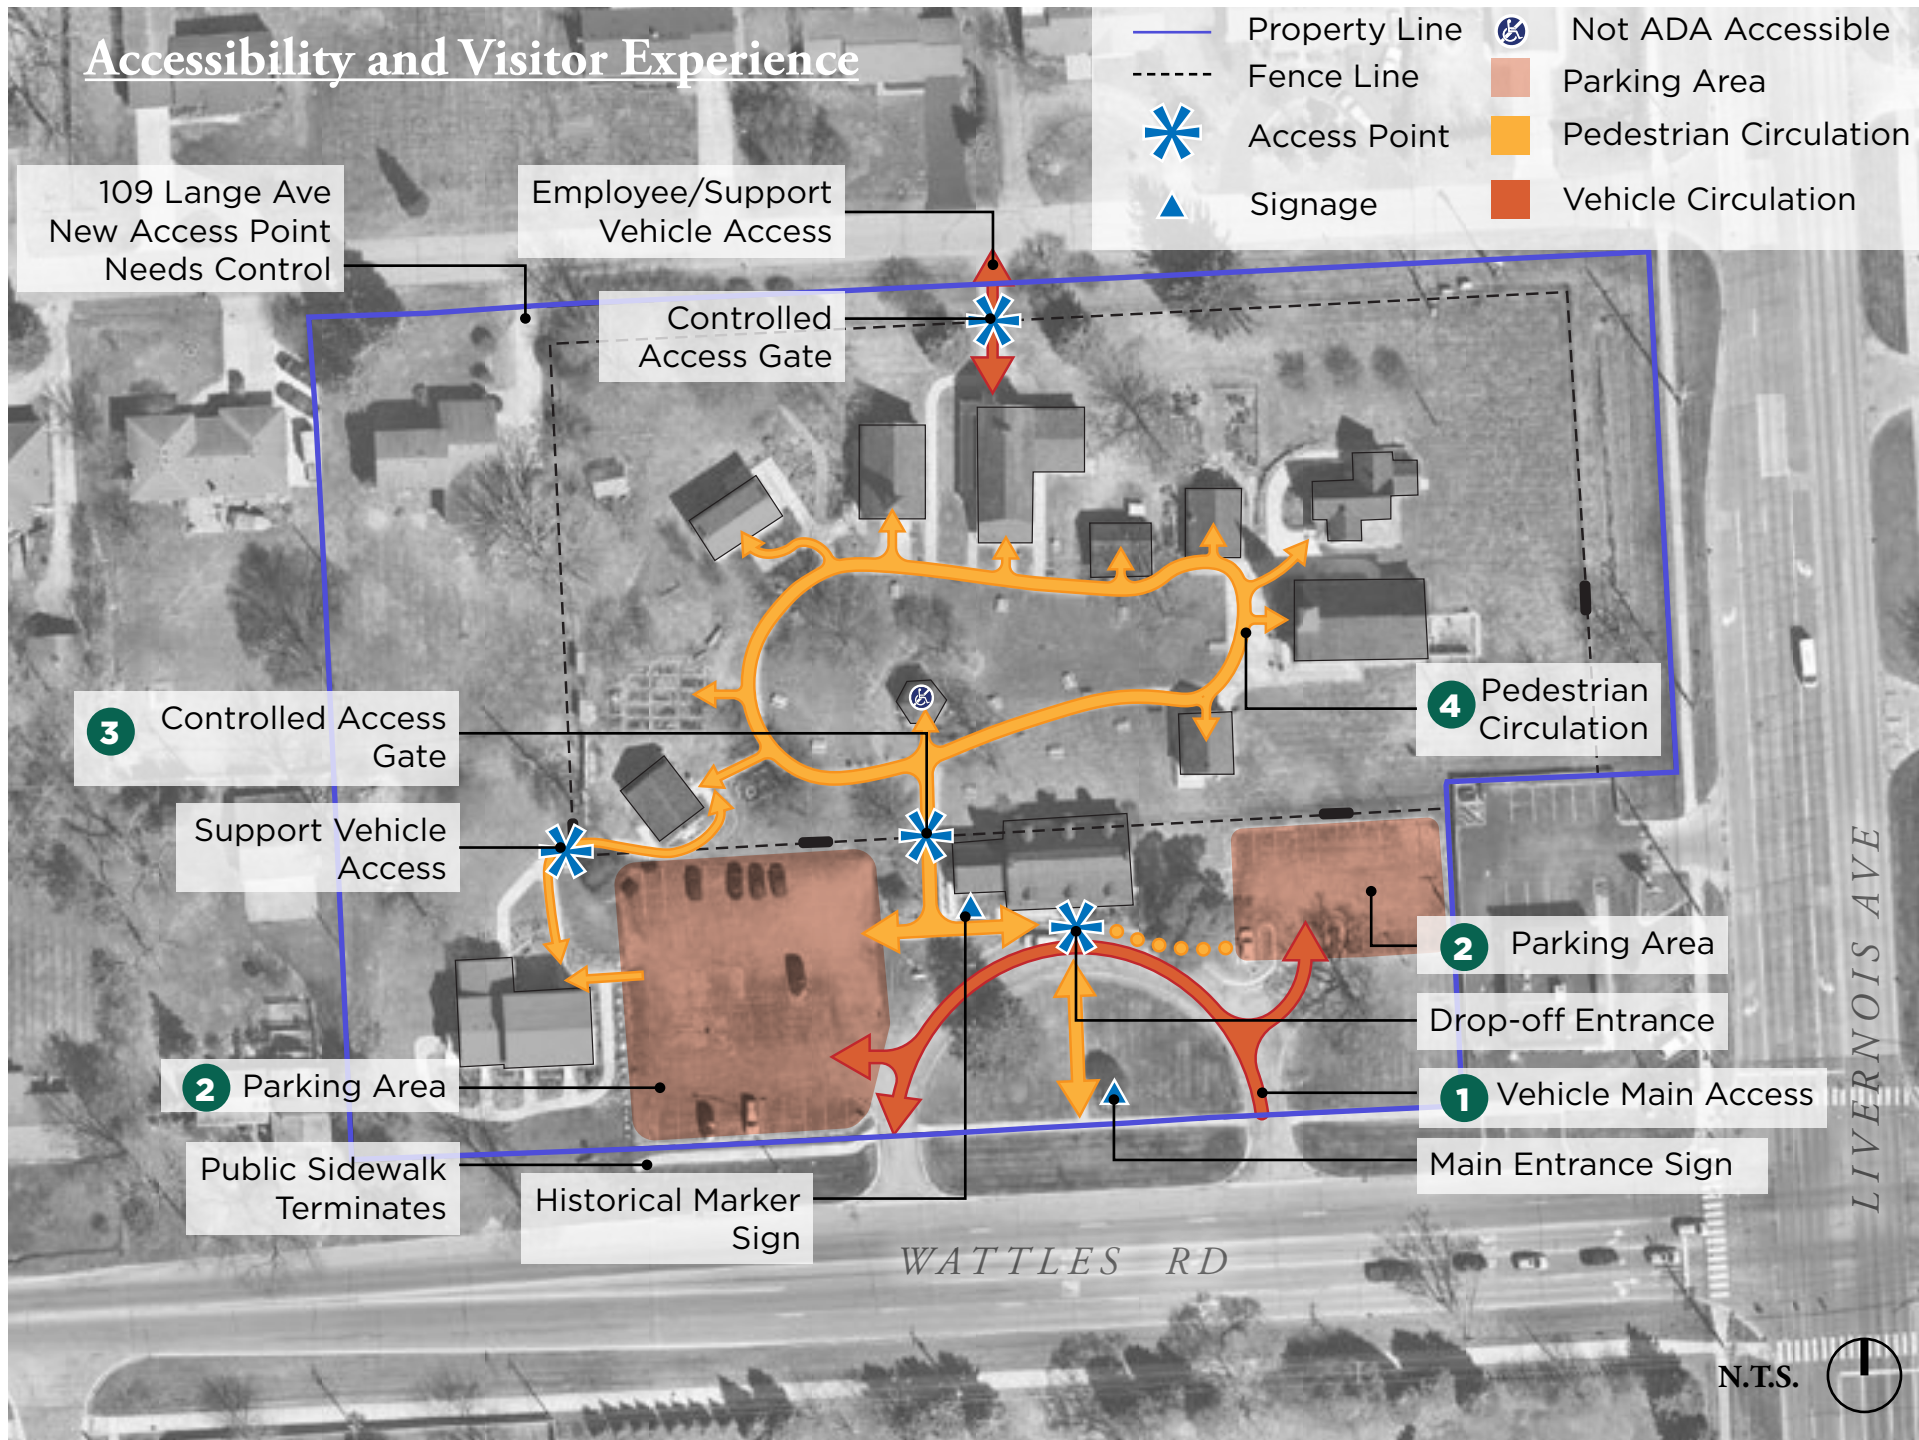 Accessibility and Visitor Experience
Property Line
Fence Line
Access Point
Signage
Not ADA Accessible
Parking Area
Pedestrian Circulation
Vehicle Circulation
109 Lange Ave
New Access Point
Needs Control
Employee/Support
Vehicle Access
Controlled
Access Gate
3 Controlled Access
Gate
Support Vehicle
Access
4 Pedestrian
Circulation
2 Parking Area
Drop-off Entrance
1 Vehicle Main Access
Main Entrance Sign
2 Parking Area
Public Sidewalk
Terminates
Historical Marker
Sign
WATTLES RD
LIVERNOIS AVE
N.T.S.